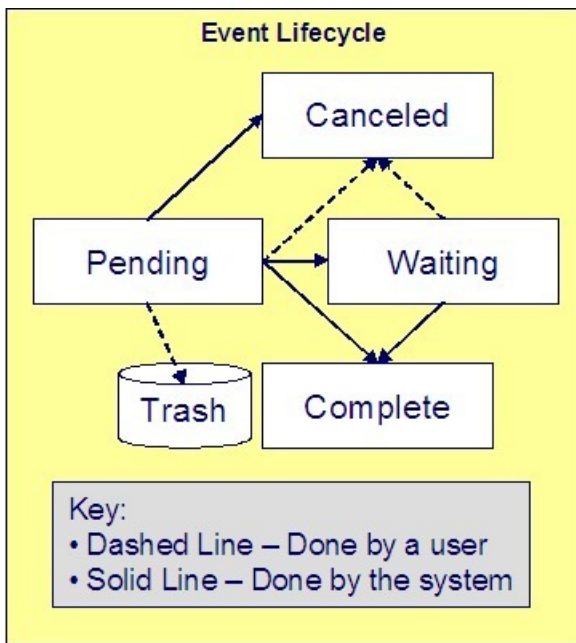 Event Lifecycle
Canceled
Pending
Waiting
Trash
Complete
Key:
• Dashed Line – Done by a user
• Solid Line – Done by the system